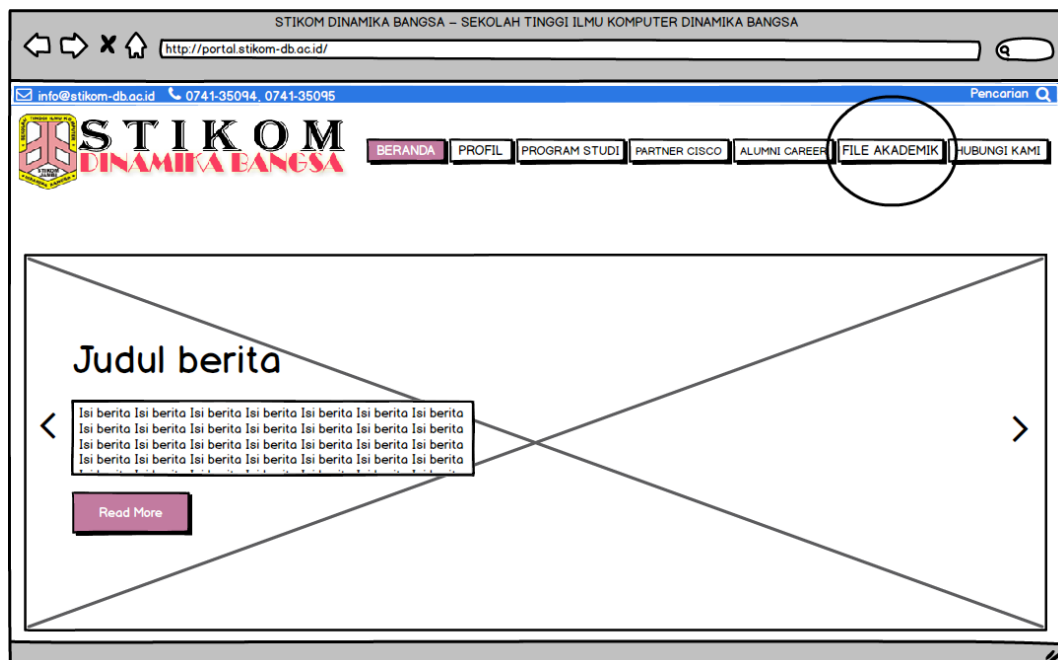 STIKOM DINAMIKA BANGSA – SEKOLAH TINGGI ILMU KOMPUTER DINAMIKA BANGSA
http://portal.stikom-db.ac.id/
info@stikom-db.ac.id 0741-35094, 0741-35095 Pencarian
STIKOM
DINAMIKA BANGSA
BERANDA PROFIL PROGRAM STUDI PARTNER CISCO ALUMNI CAREER FILE AKADEMIK HUBUNGI KAMI
Judul berita
Isi berita Isi berita Isi berita Isi berita Isi berita Isi berita Isi berita
Isi berita Isi berita Isi berita Isi berita Isi berita Isi berita Isi berita
Isi berita Isi berita Isi berita Isi berita Isi berita Isi berita Isi berita
Isi berita Isi berita Isi berita Isi berita Isi berita Isi berita Isi berita
Read More